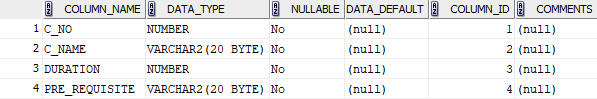 COLUMN_NAME DATA_TYPE NULLABLE DATA_DEFAULT COLUMN_ID COMMENTS
1 C_NO NUMBER No (null) 1 (null)
2 C_NAME VARCHAR2(20 BYTE) No (null) 2 (null)
3 DURATION NUMBER No (null) 3 (null)
4 PRE_REQUISITE VARCHAR2(20 BYTE) No (null) 4 (null)